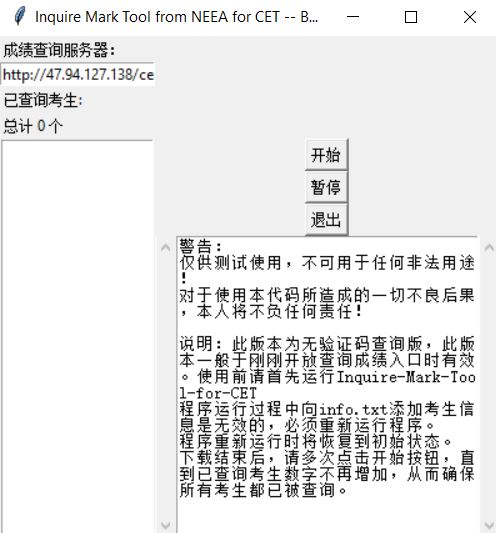 Inquire Mark Tool from NEEA for CET -- B...
成绩查询服务器：
http://47.94.127.138/ce
已查询考生：
总计 0 个
开始
暂停
退出
警告：
仅供测试使用，不可用于任何非法用途
！
对于使用本代码所造成的一切不良后果
，本人将不负任何责任！
说明：此版本为无验证码查询版，此版
本一般于刚刚开放查询成绩入口时有效
。使用前请首先运行Inquire-Mark-Too
l-for-CET
程序运行过程中向info.txt添加考生信
息是无效的，必须重新运行程序。
程序重新运行时将恢复到初始状态。
下载结束后，请多次点击开始按钮，直
到已查询考生数字不再增加，从而确保
所有考生都已被查询。